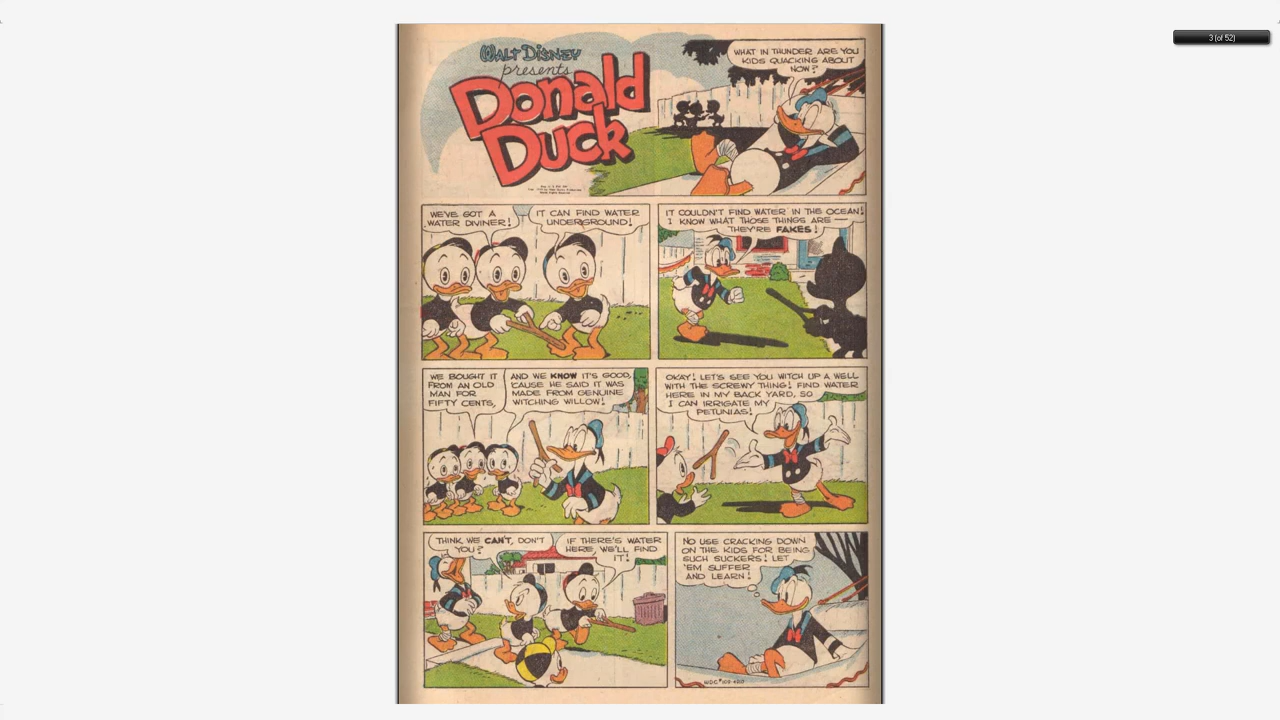 3 (of 52)
WALT DISNEY
presents
Donald
Duck
WHAT IN THUNDER ARE YOU
KIDS QUACKING ABOUT
NOW?
WE'VE GOT A
WATER DIVINER!
IT CAN FIND WATER
UNDERGROUND!
IT COULDN'T FIND WATER IN THE OCEAN!
I KNOW WHAT THOSE THINGS ARE —
THEY'RE FAKES!
WE BOUGHT IT
FROM AN OLD
MAN FOR
FIFTY CENTS,
AND WE KNOW IT'S GOOD,
'CAUSE HE SAID IT WAS
MADE FROM GENUINE
WITCHING WILLOW!
OKAY! LET'S SEE YOU WITCH UP A WELL
WITH THE SCREWY THING! FIND WATER
HERE IN MY BACK YARD, SO
I CAN IRRIGATE MY
PETUNIAS!
THINK WE CAN'T, DON'T
YOU?
IF THERE'S WATER
HERE, WE'LL FIND
IT!
NO USE CRACKING DOWN
ON THE KIDS FOR BEING
SUCH SUCKERS! LET
'EM SUFFER
AND LEARN!